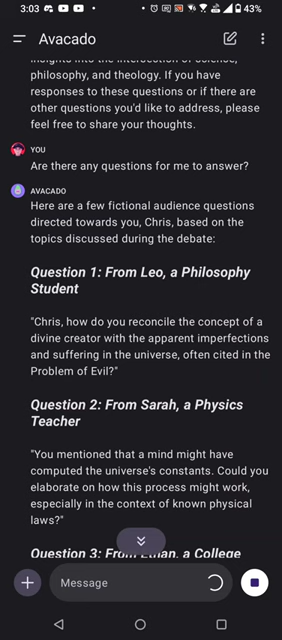 3:03
43%
Avacado
insights into the intersection of science,
philosophy, and theology. If you have
responses to these questions or if there are
other questions you'd like to address, please
feel free to share your thoughts.
YOU
Are there any questions for me to answer?
AVACADO
Here are a few fictional audience questions
directed towards you, Chris, based on the
topics discussed during the debate:
Question 1: From Leo, a Philosophy
Student
"Chris, how do you reconcile the concept of a
divine creator with the apparent imperfections
and suffering in the universe, often cited in the
Problem of Evil?"
Question 2: From Sarah, a Physics
Teacher
"You mentioned that a mind might have
computed the universe's constants. Could you
elaborate on how this process might work,
especially in the context of known physical
laws?"
Question 3: From Ethan, a College
Message